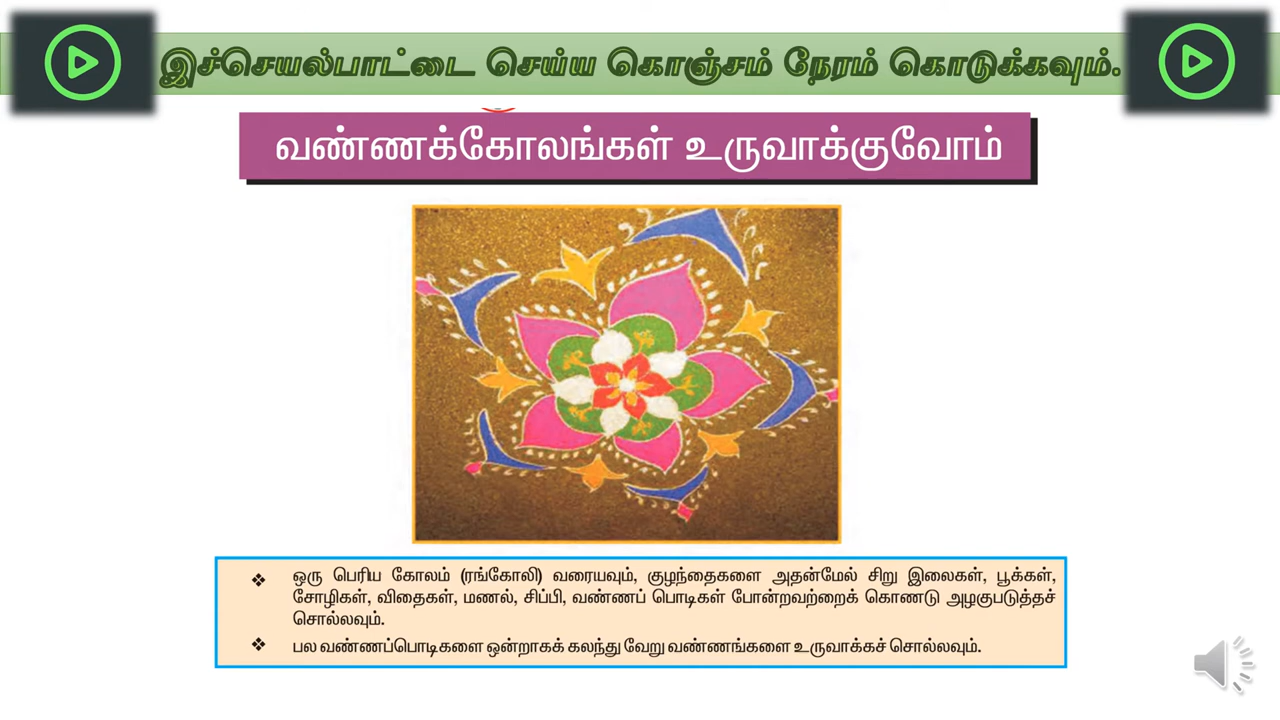 இச்செயல்பாட்டை செய்ய கொஞ்சம் நேரம் கொடுக்கவும்.
வண்ணக்கோலங்கள் உருவாக்குவோம்
❖ ஒரு பெரிய கோலம் (ரங்கோலி) வரையவும், குழந்தைகளை அதன்மேல் சிறு இலைகள், பூக்கள்,
சோழிகள், விதைகள், மணல், சிப்பி, வண்ணப் பொடிகள் போன்றவற்றைக் கொணடு அழகுபடுத்தச்
சொல்லவும்.
❖ பல வண்ணப்பொடிகளை ஒன்றாகக் கலந்து வேறு வண்ணங்களை உருவாக்கச் சொல்லவும்.